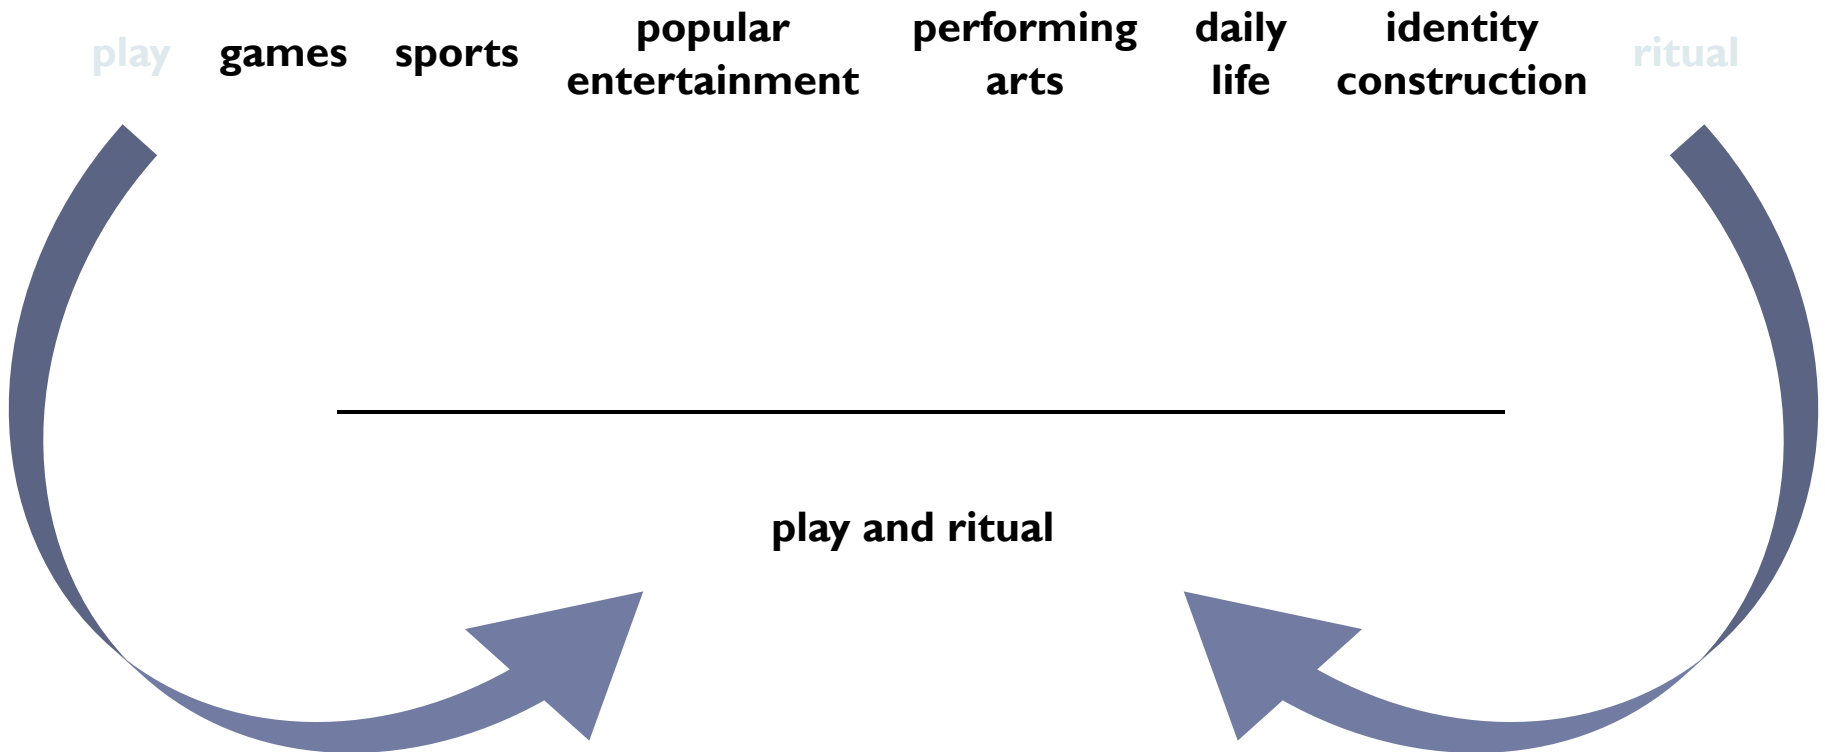 play games sports popular entertainment performing arts daily life identity construction ritual
play and ritual